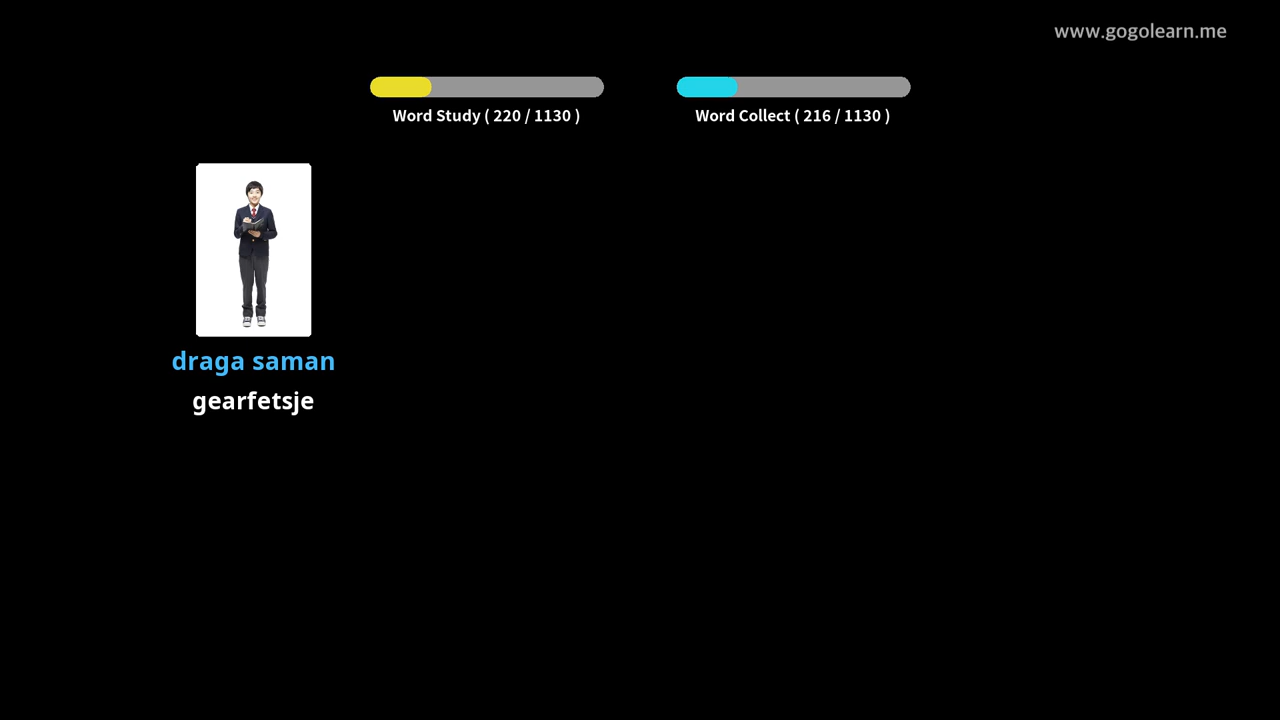 www.gogolearn.me
Word Study ( 220 / 1130 )
Word Collect ( 216 / 1130 )
draga saman
gearfetsje